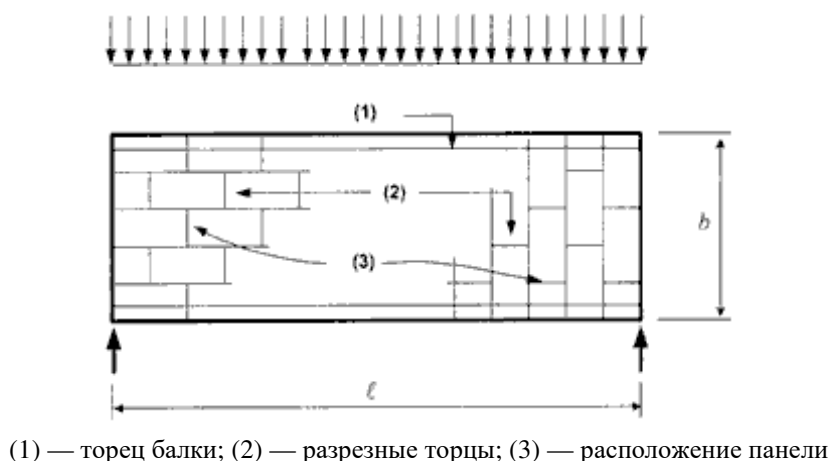 (1)
(2)
b
(3)
ℓ
(1) — торец балки; (2) — разрезные торцы; (3) — расположение панели